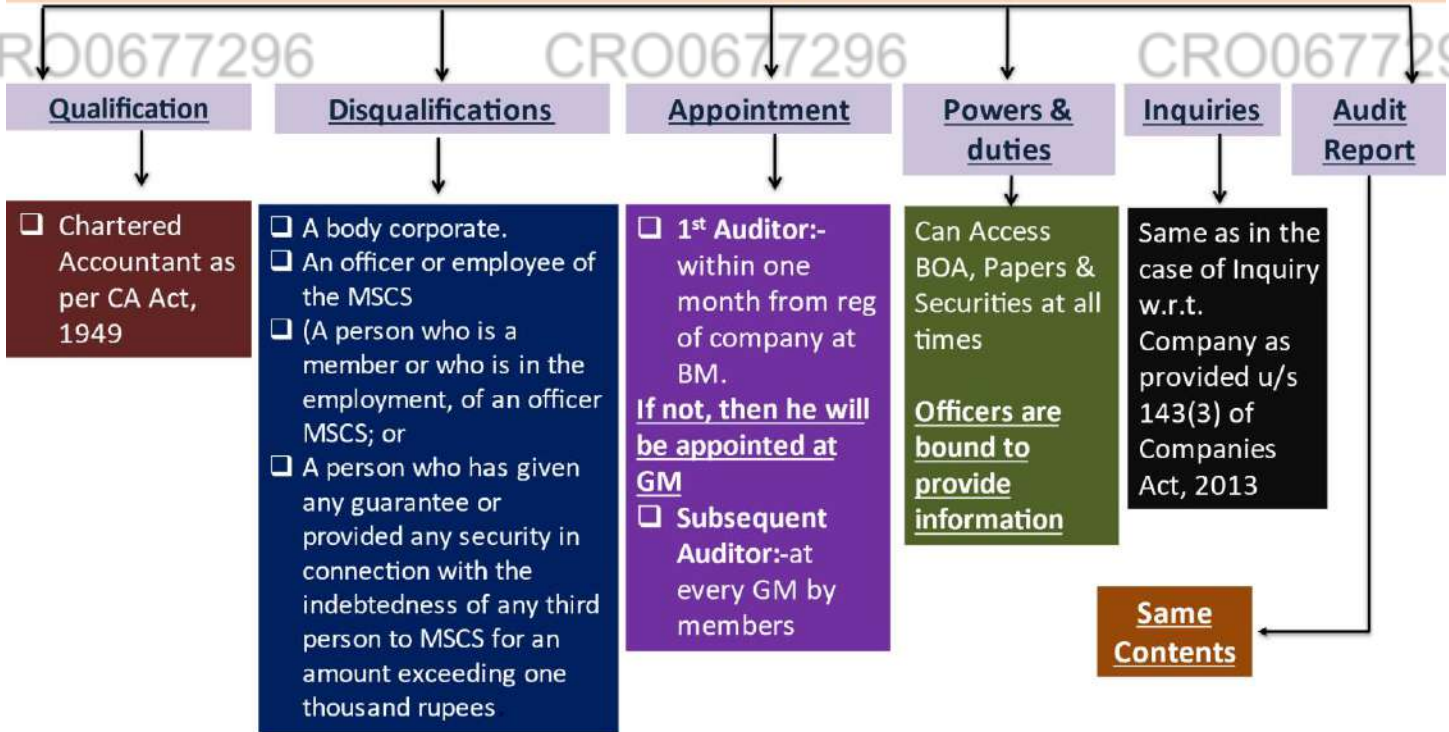 CRO0677296
CRO0677296
CRO067729
Qualification
❑ Chartered
Accountant as
per CA Act,
1949
Disqualifications
❑ A body corporate.
❑ An officer or employee of
the MSCS
❑ (A person who is a
member or who is in the
employment, of an officer
MSCS; or
❑ A person who has given
any guarantee or
provided any security in
connection with the
indebtedness of any third
person to MSCS for an
amount exceeding one
thousand rupees
Appointment
❑ 1st Auditor:-
within one
month from reg
of company at
BM.
If not, then he will
be appointed at
GM
❑ Subsequent
Auditor:-at
every GM by
members
Powers &
duties
Can Access
BOA, Papers &
Securities at all
times
Officers are
bound to
provide
information
Inquiries
Same as in the
case of Inquiry
w.r.t.
Company as
provided u/s
143(3) of
Companies
Act, 2013
Audit
Report
Same
Contents